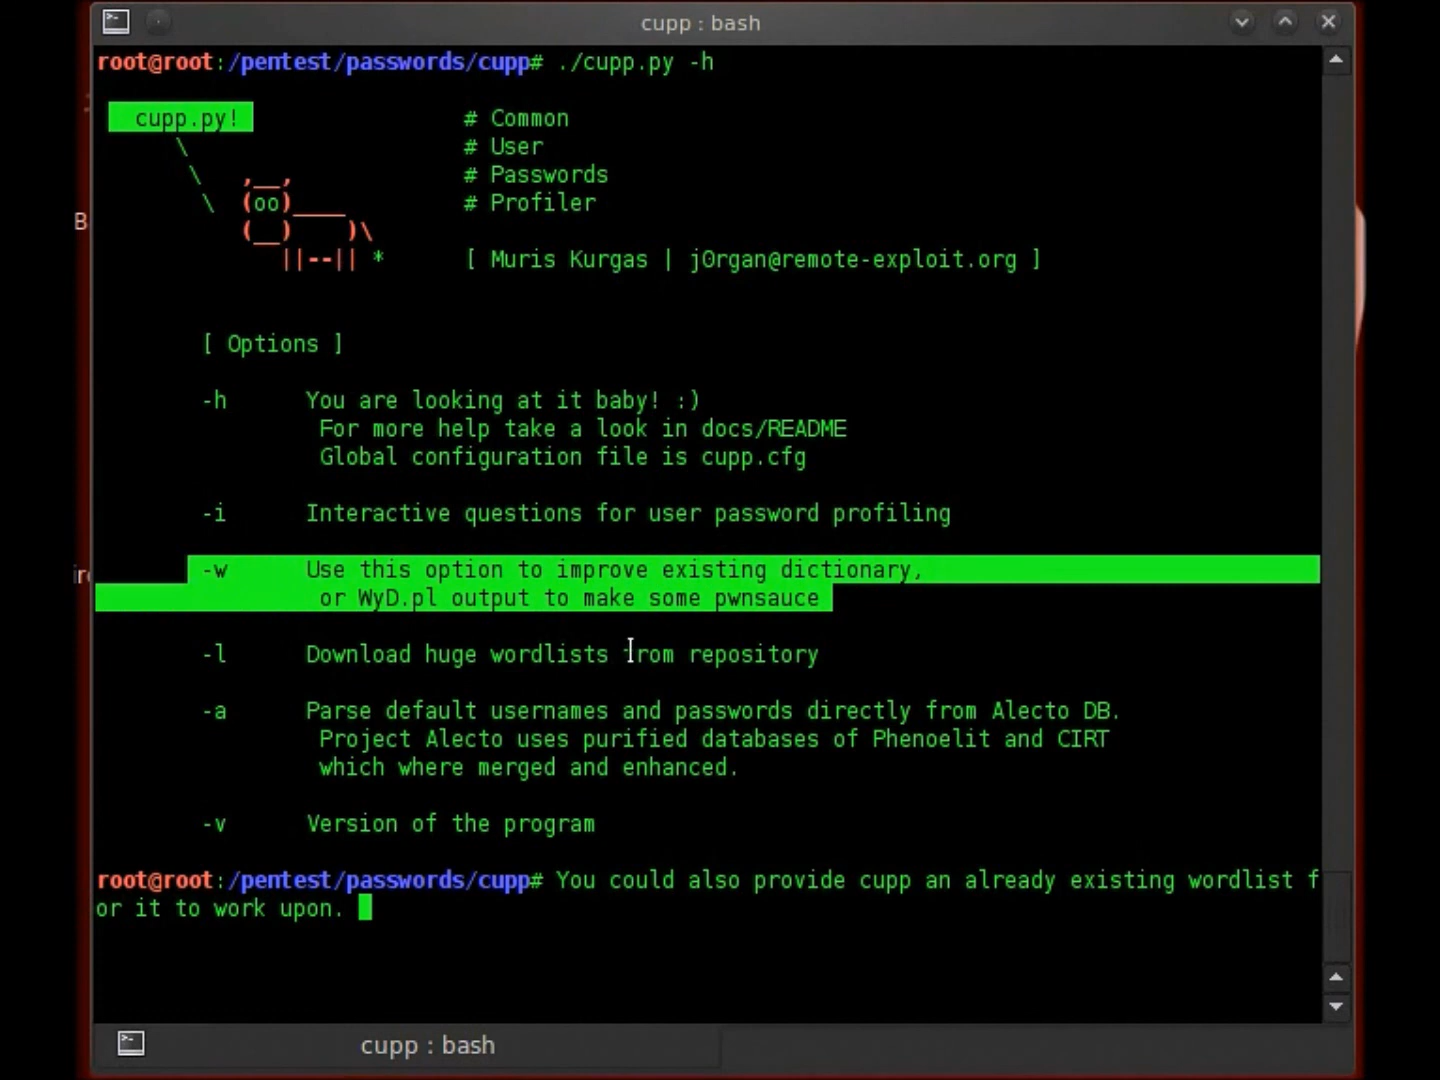 cupp : bash
root@root:/pentest/passwords/cupp# ./cupp.py -h
cupp.py! # Common
\ # User
\ ,__, # Passwords
\ (oo)____ # Profiler
(__) )\
||--|| * [ Muris Kurgas | j0rgan@remote-exploit.org ]
[ Options ]
-h You are looking at it baby! :)
For more help take a look in docs/README
Global configuration file is cupp.cfg
-i Interactive questions for user password profiling
-w Use this option to improve existing dictionary,
or WyD.pl output to make some pwnsauce
-l Download huge wordlists from repository
-a Parse default usernames and passwords directly from Alecto DB.
Project Alecto uses purified databases of Phenoelit and CIRT
which where merged and enhanced.
-v Version of the program
root@root:/pentest/passwords/cupp# You could also provide cupp an already existing wordlist f
or it to work upon.
cupp : bash